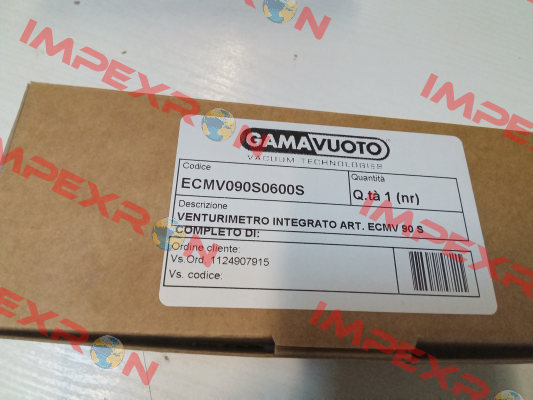 GAMAVUOTO
VACUUM TECHNOLOGIES
Codice
ECMV090S0600S
Quantità
Q.tà 1 (nr)
Descrizione
VENTURIMETRO INTEGRATO ART. ECMV 90 S
COMPLETO DI:
Ordine cliente:
Vs.Ord. 1124907915
Vs. codice:
IMPEXRON
IMPEXRON
IMPEXRON
IMPEXRON
IMPEXRON
IMPEXRON